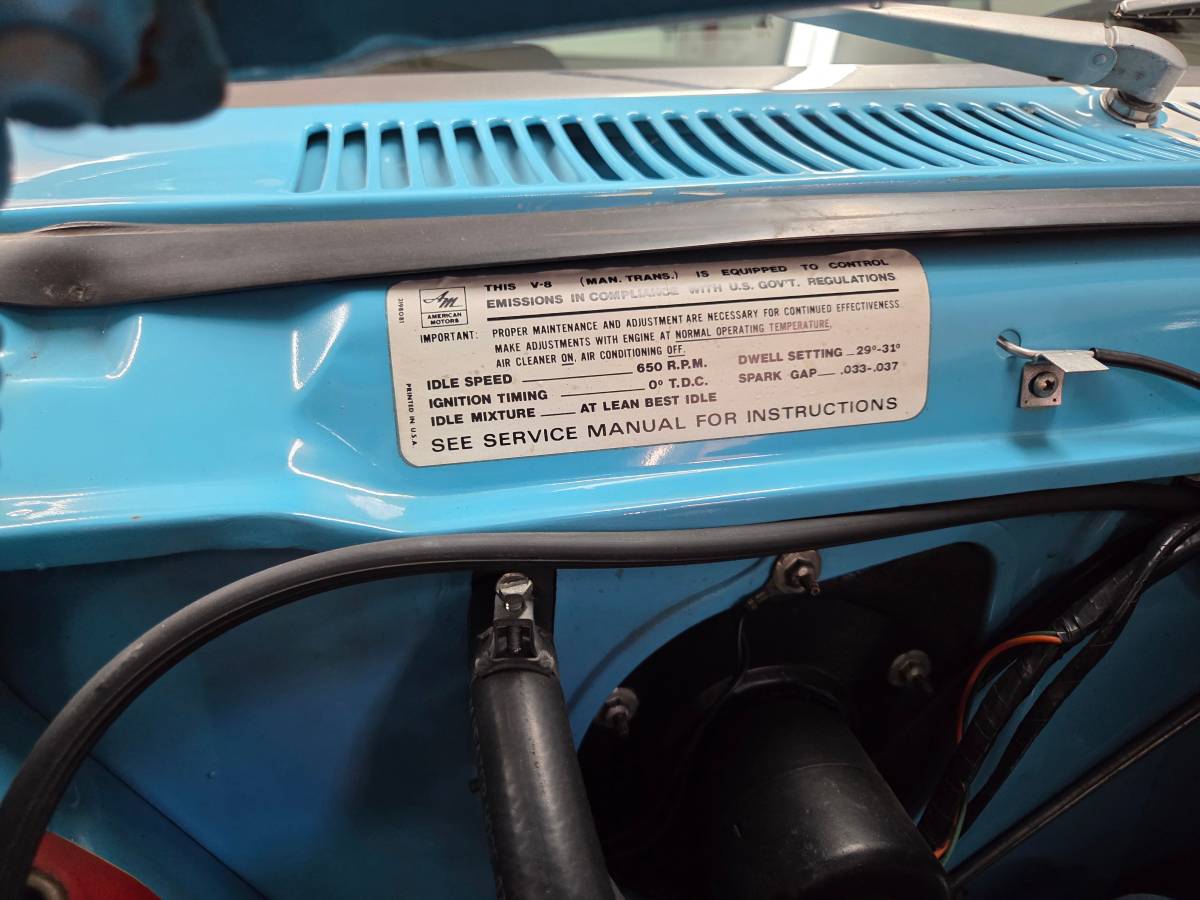 THIS V-8 (MAN. TRANS.) IS EQUIPPED TO CONTROL
EMISSIONS IN COMPLIANCE WITH U.S. GOV'T. REGULATIONS
AM
AMERICAN
MOTORS
3198081
IMPORTANT: PROPER MAINTENANCE AND ADJUSTMENT ARE NECESSARY FOR CONTINUED EFFECTIVENESS.
MAKE ADJUSTMENTS WITH ENGINE AT NORMAL OPERATING TEMPERATURE,
AIR CLEANER ON, AIR CONDITIONING OFF.
IDLE SPEED 650 R.P.M.
IGNITION TIMING 0° T.D.C.
IDLE MIXTURE AT LEAN BEST IDLE
DWELL SETTING 29°-31°
SPARK GAP .033-.037
SEE SERVICE MANUAL FOR INSTRUCTIONS
PRINTED IN U.S.A.